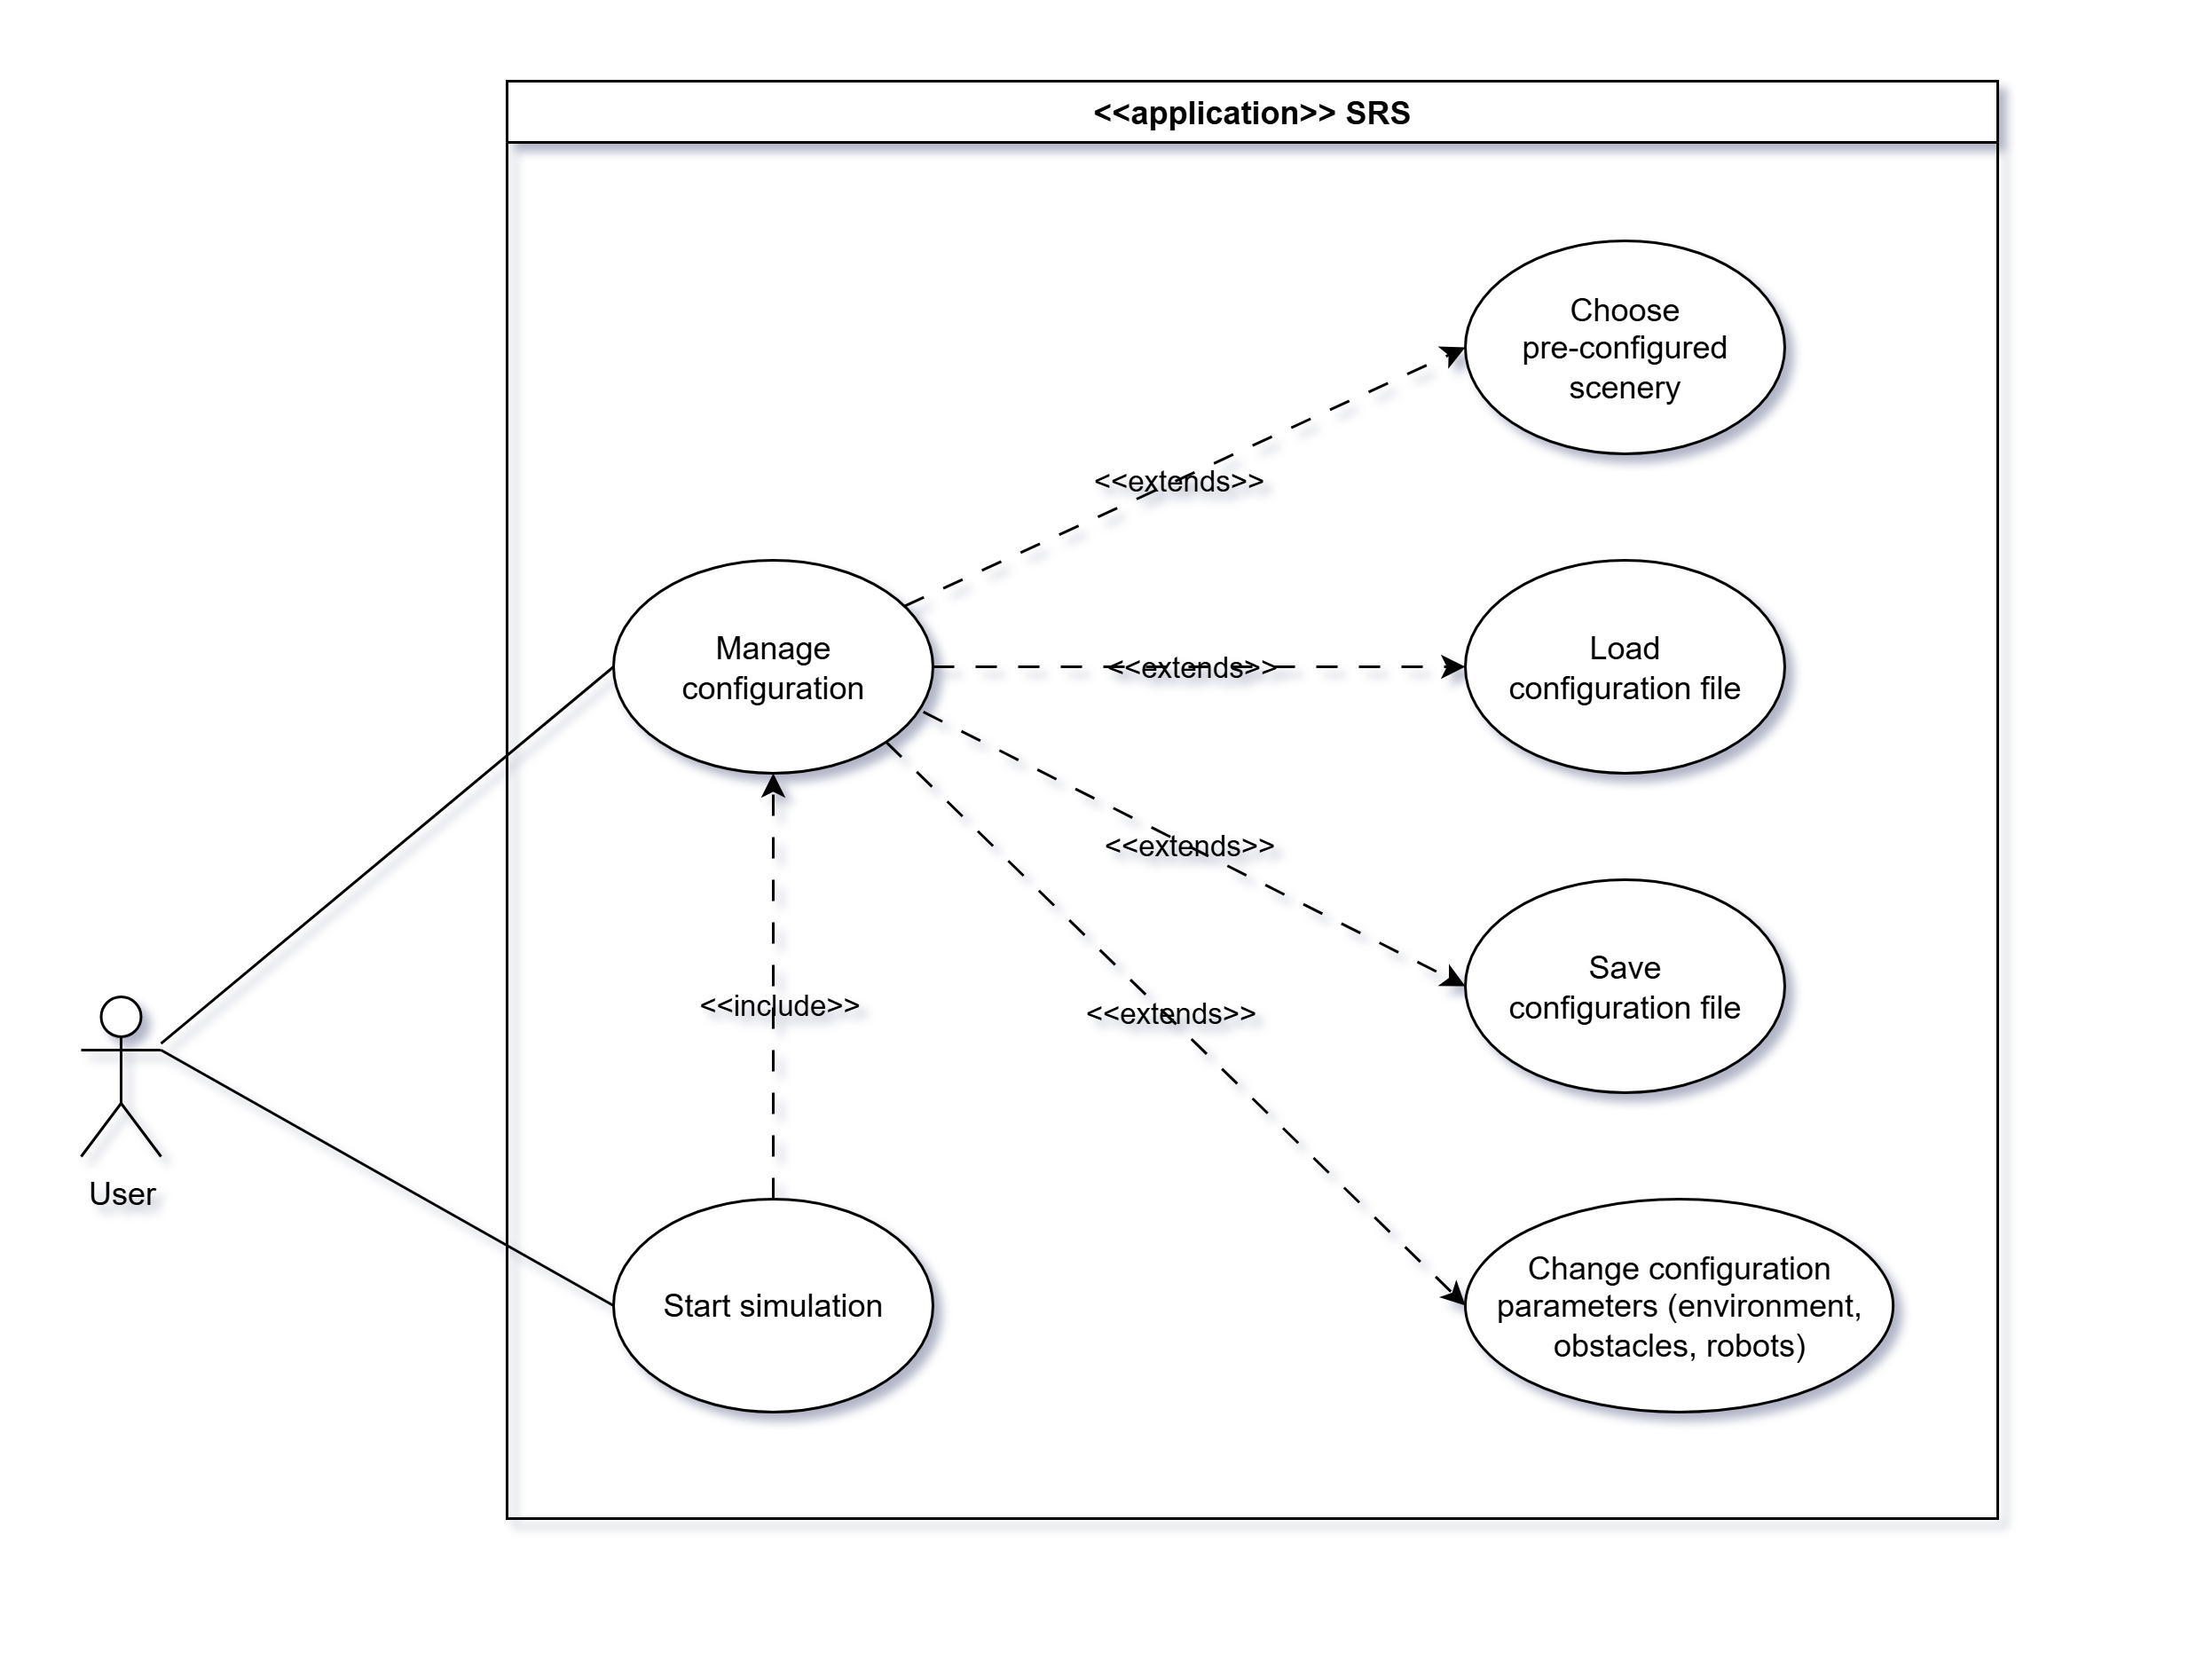 <<application>> SRS
Choose
pre-configured
scenery
<<extends>>
Manage
configuration
<<extends>>
Load
configuration file
<<extends>>
Save
configuration file
<<include>>
<<extends>>
User
Start simulation
Change configuration
parameters (environment,
obstacles, robots)